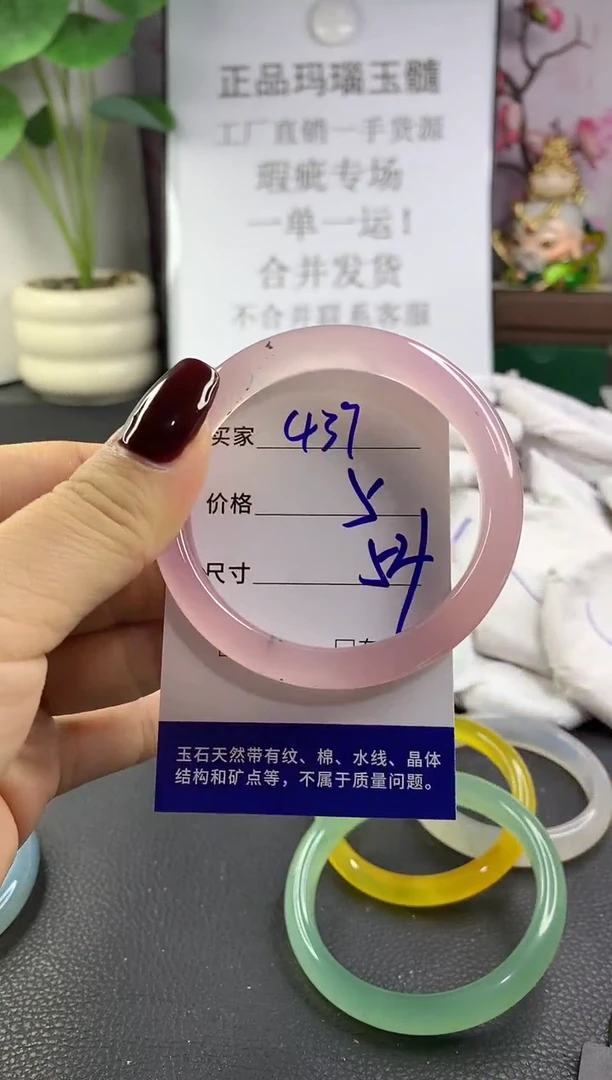 正品玛瑙玉髓
工厂直销一手货源
瑕疵专场
一单一运!
合并发货
不合并联系客服
买家 437
价格 5
尺寸 54
玉石天然带有纹、棉、水线、晶体
结构和矿点等，不属于质量问题。